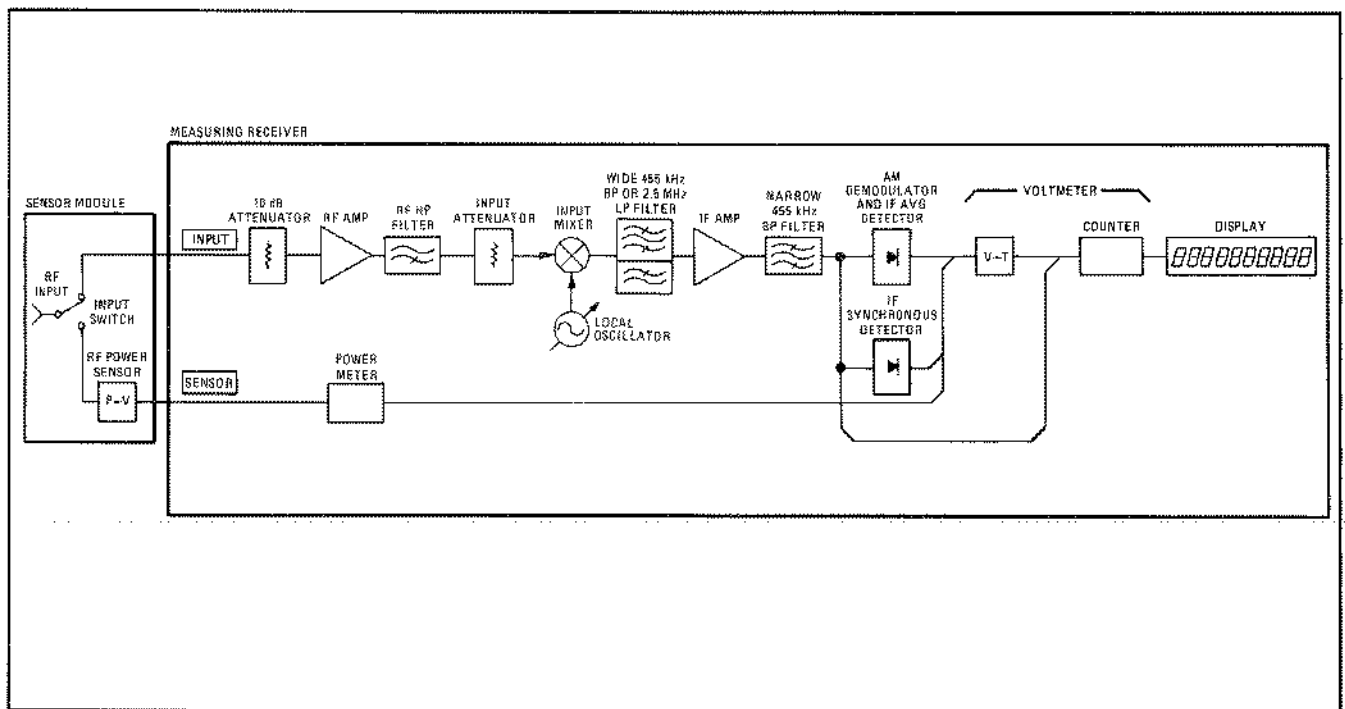 MEASURING RECEIVER
SENSOR MODULE
RF INPUT
INPUT SWITCH
RF POWER SENSOR
P–V
INPUT
SENSOR
10 dB ATTENUATOR
RF AMP
RF HP FILTER
INPUT ATTENUATOR
INPUT MIXER
LOCAL OSCILLATOR
WIDE 455 kHz
BP OR 2.5 MHz
LP FILTER
IF AMP
NARROW
455 kHz
BP FILTER
AM
DEMODULATOR
AND IF AVG
DETECTOR
IF
SYNCHRONOUS
DETECTOR
POWER METER
VOLTMETER
V–T
COUNTER
DISPLAY
0000000000